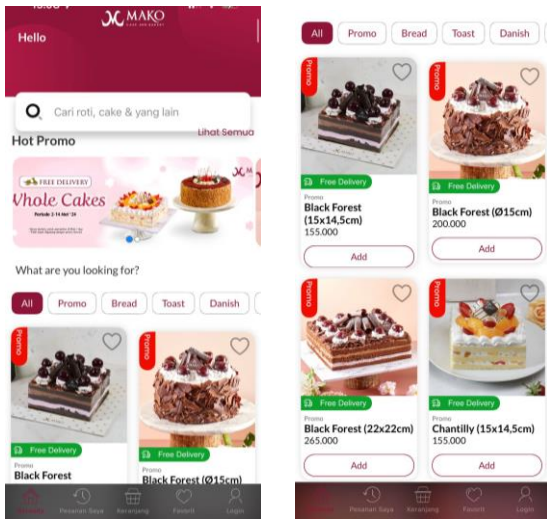 MAKO
CAKE AND BAKERY
Hello
Cari roti, cake & yang lain
Lihat Semua
Hot Promo
FREE DELIVERY
Whole Cakes
Periode 2-14 Mei '24
What are you looking for?
All
Promo
Bread
Toast
Danish
Promo
Free Delivery
Promo
Black Forest
Promo
Free Delivery
Promo
Black Forest (Ø15cm)
Pesanan Saya
Keranjang
Favorit
Login
All
Promo
Bread
Toast
Danish
Promo
Free Delivery
Promo
Black Forest
(15x14,5cm)
155.000
Add
Promo
Free Delivery
Promo
Black Forest (Ø15cm)
200.000
Add
Promo
Free Delivery
Promo
Black Forest (22x22cm)
265.000
Add
Promo
Free Delivery
Promo
Chantilly (15x14,5cm)
155.000
Add
Pesanan Saya
Keranjang
Favorit
Login